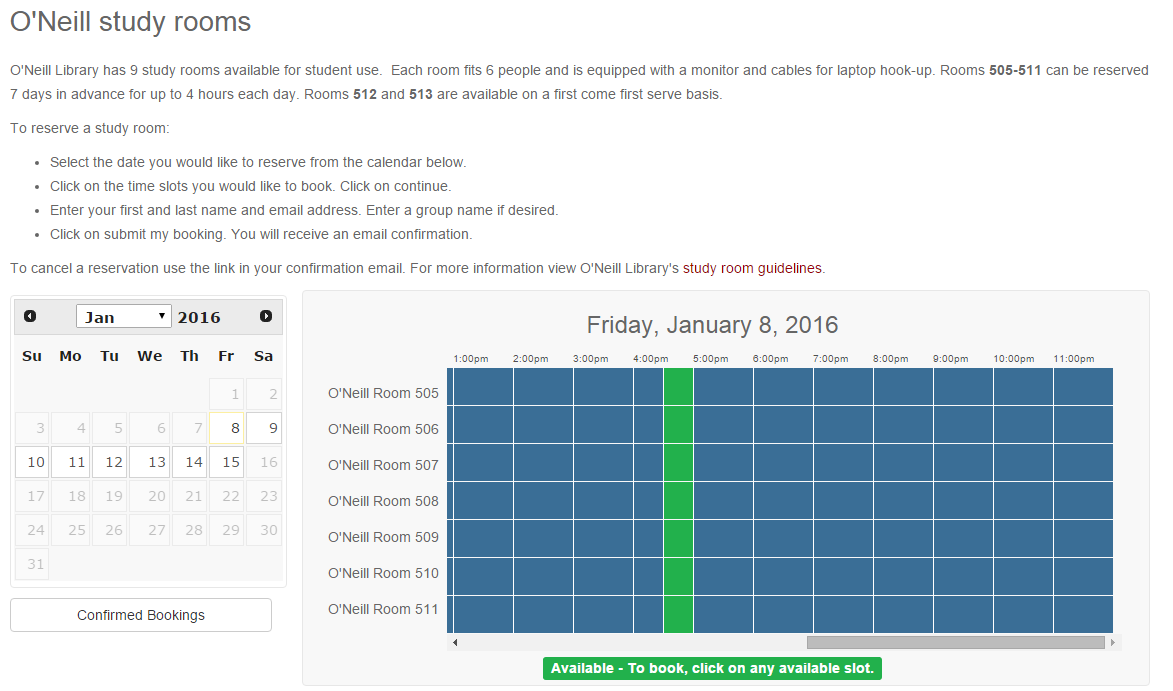 O'Neill study rooms
O'Neill Library has 9 study rooms available for student use.  Each room fits 6 people and is equipped with a monitor and cables for laptop hook-up. Rooms 505-511 can be reserved
7 days in advance for up to 4 hours each day. Rooms 512 and 513 are available on a first come first serve basis.
To reserve a study room:
• Select the date you would like to reserve from the calendar below.
• Click on the time slots you would like to book. Click on continue.
• Enter your first and last name and email address. Enter a group name if desired.
• Click on submit my booking. You will receive an email confirmation.
To cancel a reservation use the link in your confirmation email. For more information view O'Neill Library's study room guidelines.
Jan 2016
Su Mo Tu We Th Fr Sa
1 2
3 4 5 6 7 8 9
10 11 12 13 14 15 16
17 18 19 20 21 22 23
24 25 26 27 28 29 30
31
Confirmed Bookings
Friday, January 8, 2016
1:00pm 2:00pm 3:00pm 4:00pm 5:00pm 6:00pm 7:00pm 8:00pm 9:00pm 10:00pm 11:00pm
O'Neill Room 505
O'Neill Room 506
O'Neill Room 507
O'Neill Room 508
O'Neill Room 509
O'Neill Room 510
O'Neill Room 511
Available - To book, click on any available slot.